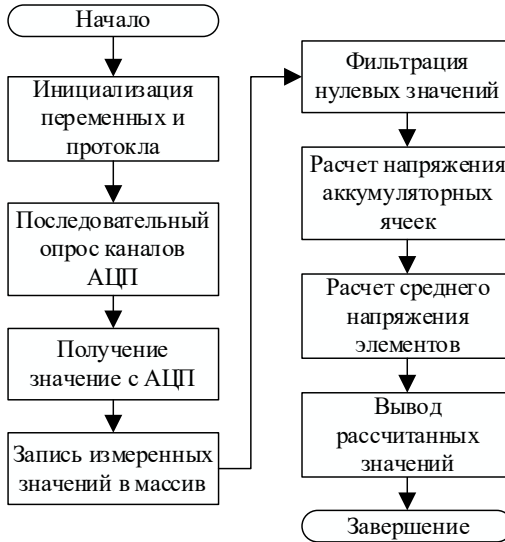 Начало
Инициализация
переменных и
протокла
Последовательный
опрос каналов
АЦП
Получение
значение с АЦП
Запись измеренных
значений в массив
Фильтрация
нулевых значений
Расчет напряжения
аккумуляторных
ячеек
Расчет среднего
напряжения
элементов
Вывод
рассчитанных
значений
Завершение